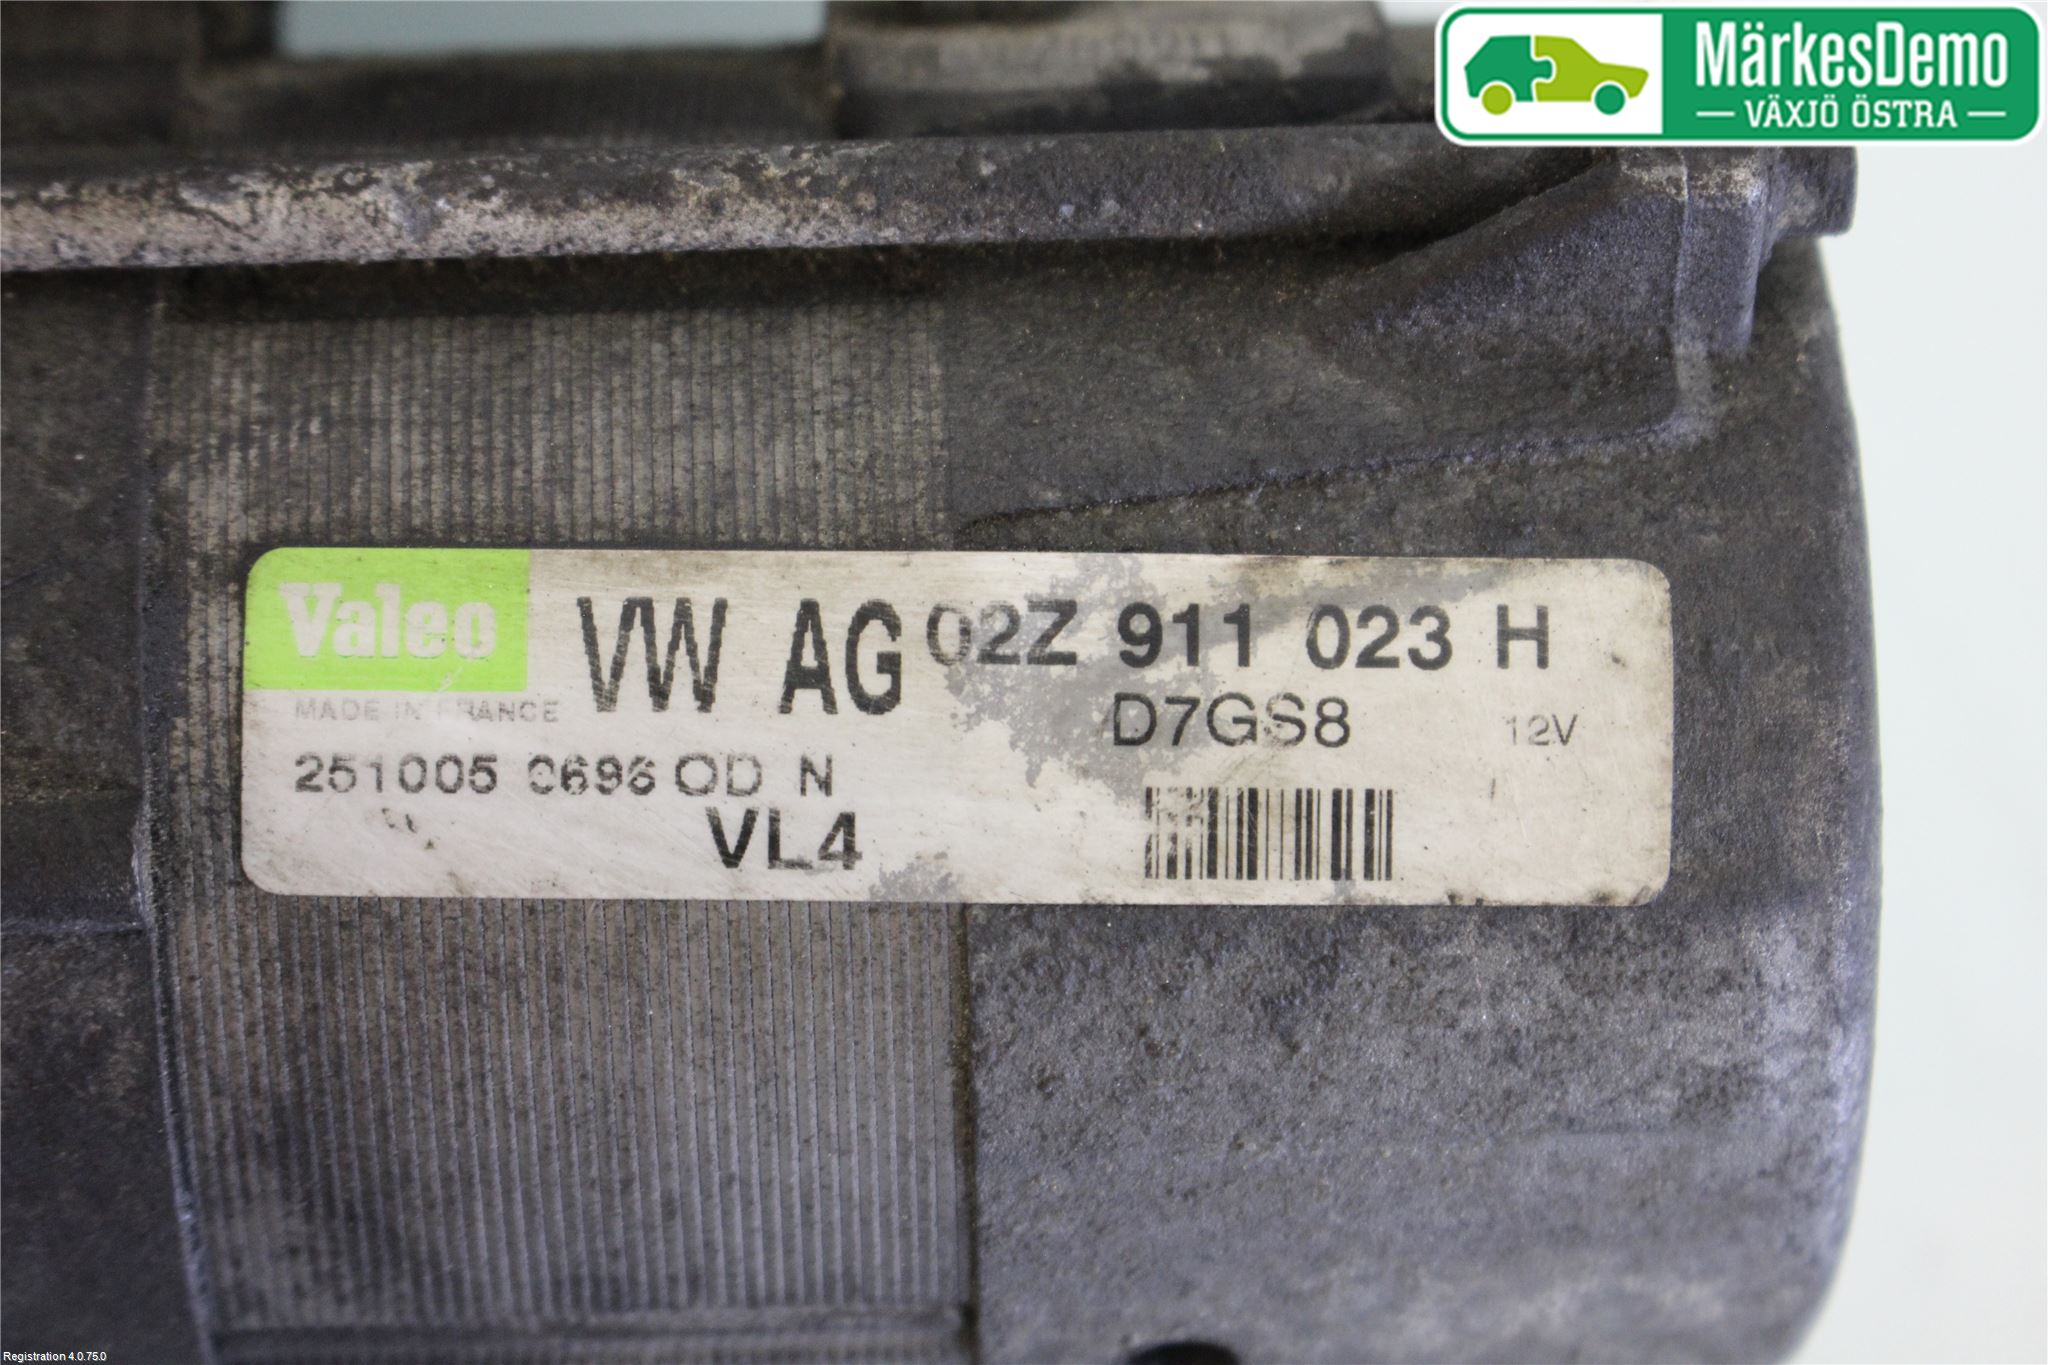 MärkesDemo
VÄXJÖ ÖSTRA
Valeo VW AG 02Z 911 023 H
MADE IN FRANCE D7GS8 12V
251005 0696 OD N
VL4
Registration 4.0.75.0